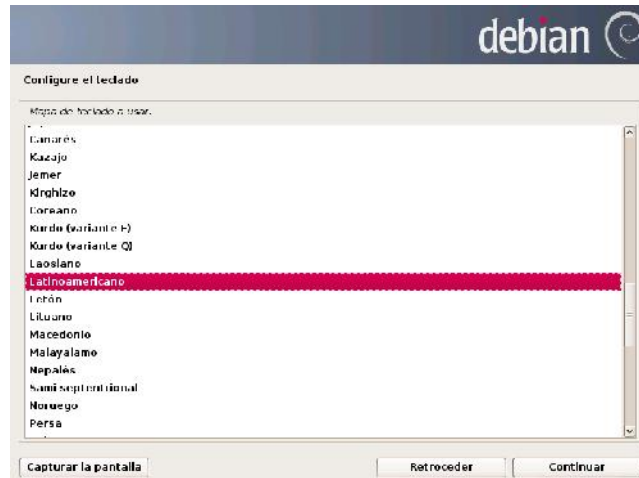 debian
Configure el teclado
Mapa de teclado a usar:
Canarés
Kazajo
Jemer
Kirghizo
Coreano
Kurdo (variante F)
Kurdo (variante Q)
Laosiano
Latinoamericano
Letón
Lituano
Macedonio
Malayalamo
Nepalés
Sami septentrional
Noruego
Persa
Capturar la pantalla
Retroceder
Continuar